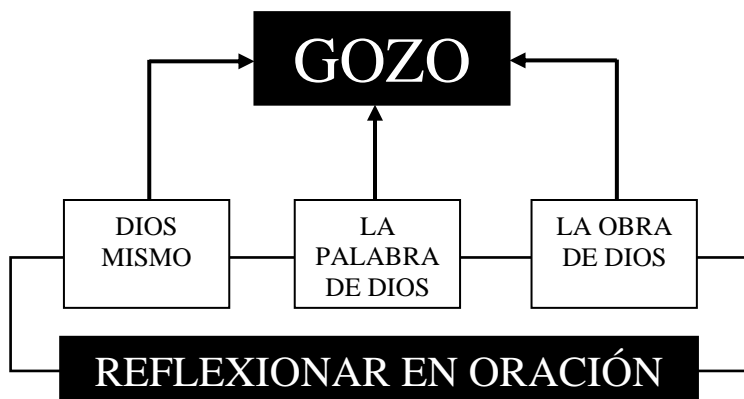 GOZO
DIOS
MISMO
LA
PALABRA
DE DIOS
LA OBRA
DE DIOS
REFLEXIONAR EN ORACIÓN